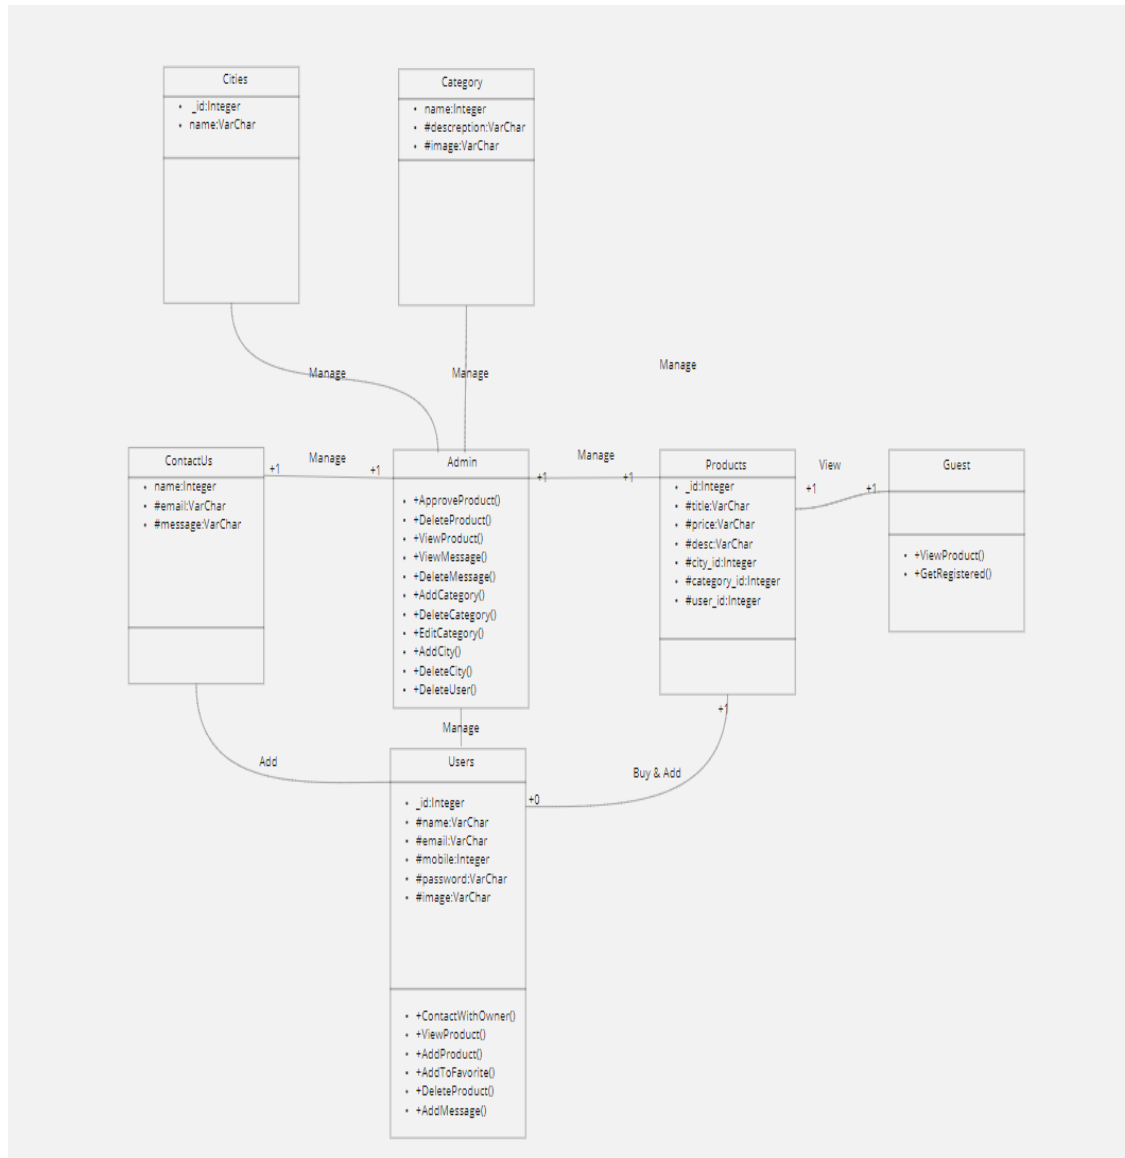 Cities
_id:Integer
name:VarChar
Category
name:Integer
#descreption:VarChar
#image:VarChar
Manage
Manage
Manage
ContactUs
name:Integer
#email:VarChar
#message:VarChar
+1
Manage
+1
Admin
+ApproveProduct()
+DeleteProduct()
+ViewProduct()
+ViewMessage()
+DeleteMessage()
+AddCategory()
+DeleteCategory()
+EditCategory()
+AddCity()
+DeleteCity()
+DeleteUser()
+1
Manage
+1
Products
_id:Integer
#title:VarChar
#price:VarChar
#desc:VarChar
#city_id:Integer
#category_id:Integer
#user_id:Integer
View
+1
+1
Guest
+ViewProduct()
+GetRegistered()
+1
Manage
Add
Buy & Add
+0
Users
_id:Integer
#name:VarChar
#email:VarChar
#mobile:Integer
#password:VarChar
#image:VarChar
+ContactWithOwner()
+ViewProduct()
+AddProduct()
+AddToFavorite()
+DeleteProduct()
+AddMessage()